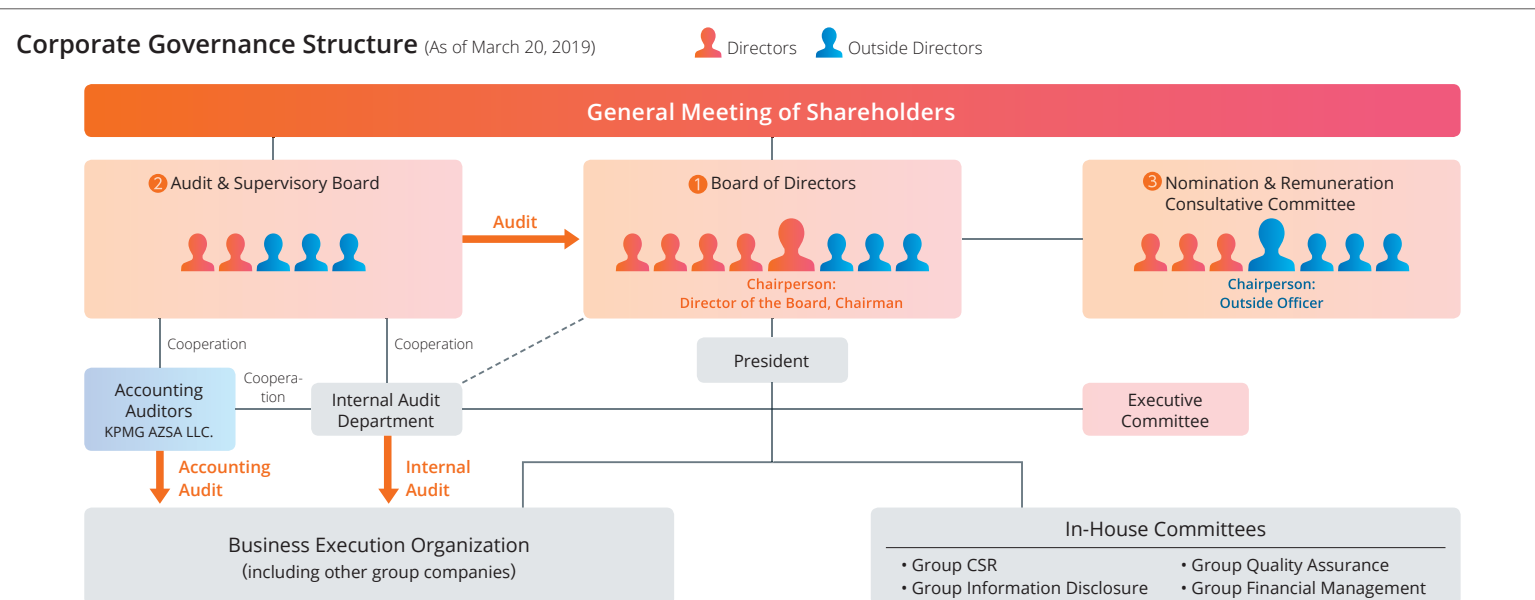 Corporate Governance Structure (As of March 20, 2019)
Directors
Outside Directors
General Meeting of Shareholders
2 Audit & Supervisory Board
Audit
1 Board of Directors
Chairperson:
Director of the Board, Chairman
3 Nomination & Remuneration
Consultative Committee
Chairperson:
Outside Officer
Cooperation
Cooperation
President
Accounting
Auditors
KPMG AZSA LLC.
Coopera-
tion
Internal Audit
Department
Executive
Committee
Accounting
Audit
Internal
Audit
Business Execution Organization
(including other group companies)
In-House Committees
• Group CSR
• Group Information Disclosure
• Group Quality Assurance
• Group Financial Management